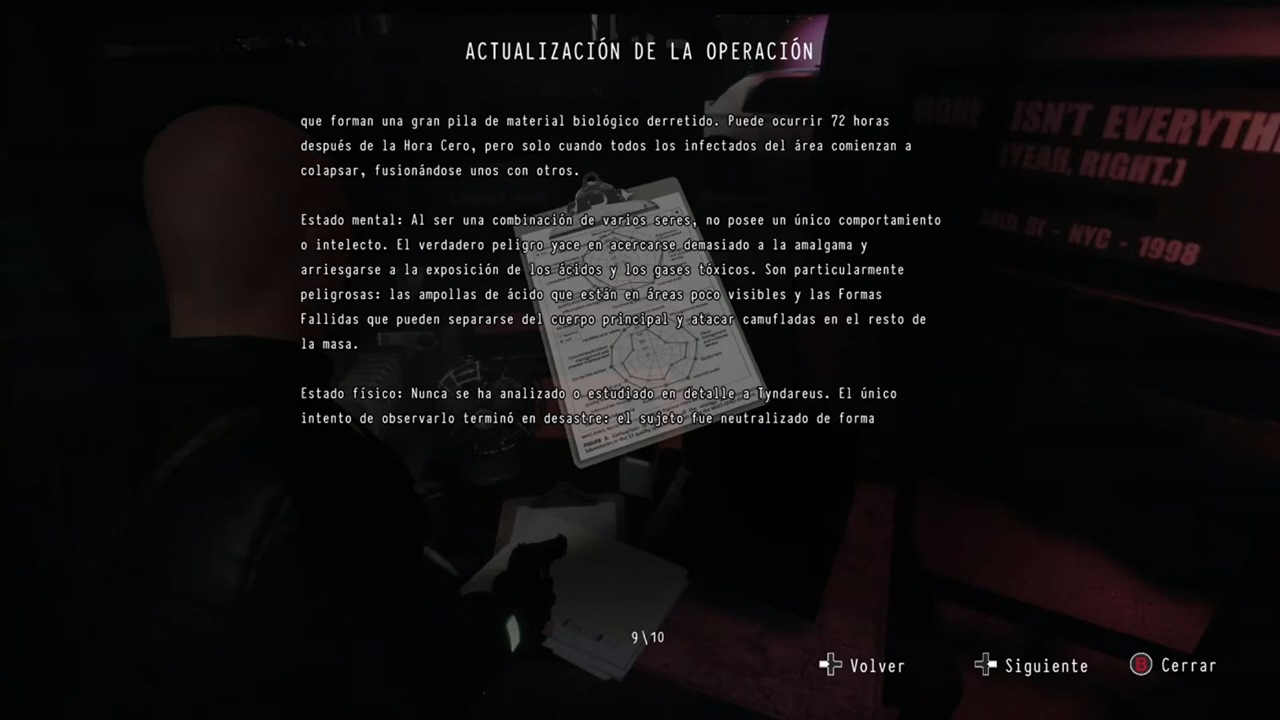 ACTUALIZACIÓN DE LA OPERACIÓN
que forman una gran pila de material biológico derretido. Puede ocurrir 72 horas
después de la Hora Cero, pero solo cuando todos los infectados del área comienzan a
colapsar, fusionándose unos con otros.
Estado mental: Al ser una combinación de varios seres, no posee un único comportamiento
o intelecto. El verdadero peligro yace en acercarse demasiado a la amalgama y
arriesgarse a la exposición de los ácidos y los gases tóxicos. Son particularmente
peligrosas: las ampollas de ácido que están en áreas poco visibles y las Formas
Fallidas que pueden separarse del cuerpo principal y atacar camufladas en el resto de
la masa.
Estado físico: Nunca se ha analizado o estudiado en detalle a Tyndareus. El único
intento de observarlo terminó en desastre: el sujeto fue neutralizado de forma
ISN'T EVERYTH
(YEAH, RIGHT.)
St - NYC - 1998
9\10
Volver
Siguiente
B Cerrar